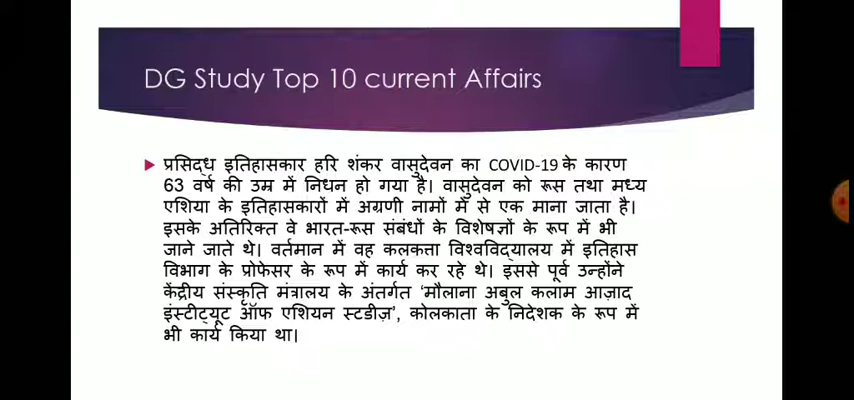 DG Study Top 10 current Affairs
प्रसिद्ध इतिहासकार हरि शंकर वासुदेवन का COVID-19 के कारण
63 वर्ष की उम्र में निधन हो गया है। वासुदेवन को रूस तथा मध्य
एशिया के इतिहासकारों में अग्रणी नामों में से एक माना जाता है।
इसके अतिरिक्त वे भारत-रूस संबंधों के विशेषज्ञों के रूप में भी
जाने जाते थे। वर्तमान में वह कलकत्ता विश्वविद्यालय में इतिहास
विभाग के प्रोफेसर के रूप में कार्य कर रहे थे। इससे पूर्व उन्होंने
केंद्रीय संस्कृति मंत्रालय के अंतर्गत ‘मौलाना अबुल कलाम आज़ाद
इंस्टीट्यूट ऑफ एशियन स्टडीज़’, कोलकाता के निदेशक के रूप में
भी कार्य किया था।